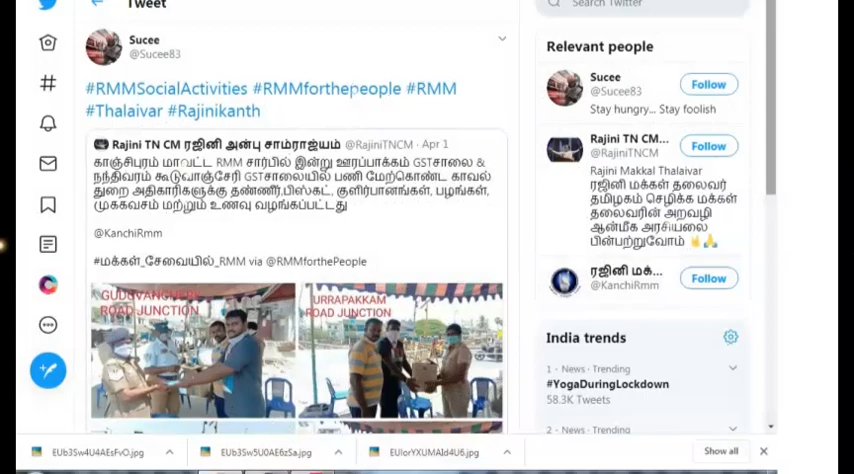 Tweet
Search Twitter
Sucee
@Sucee83
#RMMSocialActivities #RMMforthepeople #RMM
#Thalaivar #Rajinikanth
Rajini TN CM ரஜினி அன்பு சாம்ராஜ்யம் @RajiniTNCM · Apr 1
காஞ்சிபுரம் மாவட்ட RMM சார்பில் இன்று ஊரப்பாக்கம் GSTசாலை &
நந்திவரம் கூடுவாஞ்சேரி GSTசாலையில் பணி மேற்கொண்ட காவல்
துறை அதிகாரிகளுக்கு தண்ணீர்,பிஸ்கட், குளிர்பானங்கள், பழங்கள்,
முககவசம் மற்றும் உணவு வழங்கப்பட்டது
@KanchiRmm
#மக்கள்_சேவையில்_RMM via @RMMforthePeople
GUDUVANCHERI
ROAD JUNCTION
URRAPAKKAM
ROAD JUNCTION
Relevant people
Sucee
@Sucee83
Follow
Stay hungry... Stay foolish
Rajini TN CM...
@RajiniTNCM
Follow
Rajini Makkal Thalaivar
ரஜினி மக்கள் தலைவர்
தமிழகம் செழிக்க மக்கள்
தலைவரின் அறவழி
ஆன்மீக அரசியலை
பின்பற்றுவோம் 🤘🙏
ரஜினி மக்...
@KanchiRmm
Follow
India trends
1 · News · Trending
#YogaDuringLockdown
58.3K Tweets
2 · News · Trending
EUb3Sw4U4AEsFvO.jpg
EUb3Sw5U0AE6zSa.jpg
EUIorYXUMAId4U6.jpg
Show all